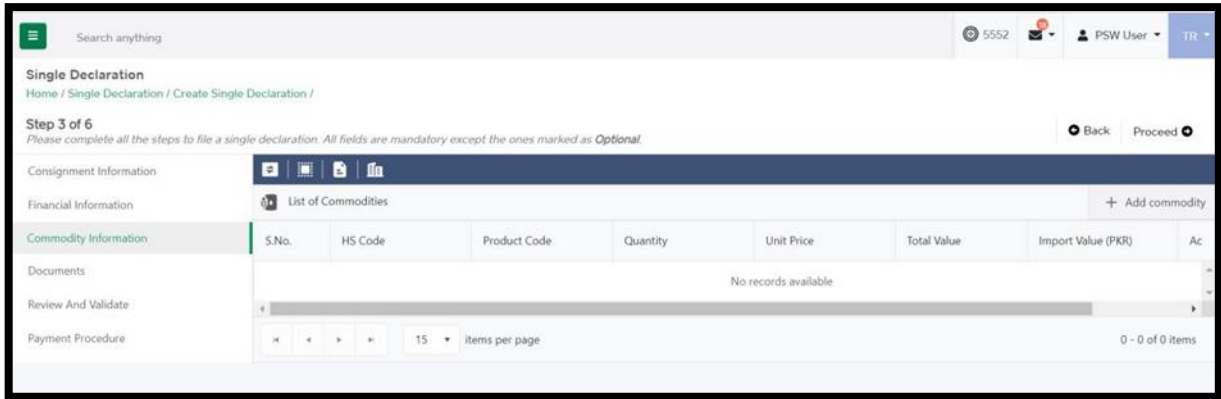 Search anything
5552
PSW User
TR
Single Declaration
Home / Single Declaration / Create Single Declaration /
Step 3 of 6
Please complete all the steps to file a single declaration. All fields are mandatory except the ones marked as Optional.
Back Proceed
Consignment Information
Financial Information
Commodity Information
Documents
Review And Validate
Payment Procedure
List of Commodities
+ Add commodity
S.No. HS Code Product Code Quantity Unit Price Total Value Import Value (PKR) Ac
No records available
15 items per page
0 - 0 of 0 items